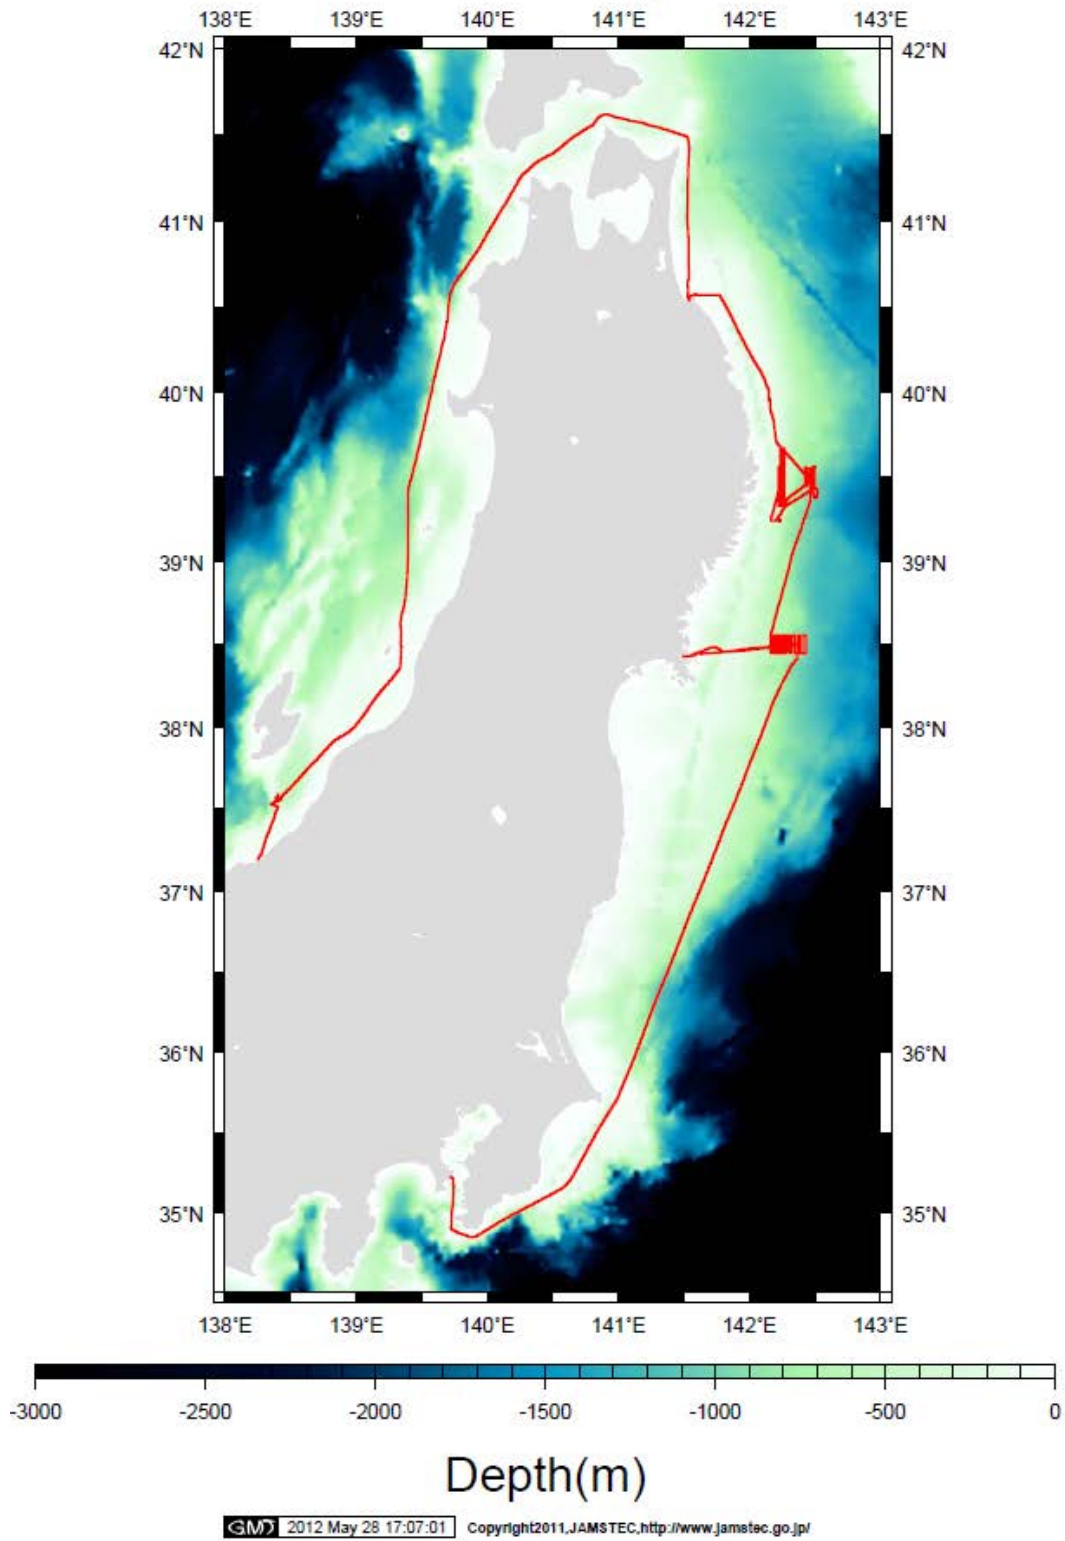 138°E 139°E 140°E 141°E 142°E 143°E
42°N 42°N
41°N 41°N
40°N 40°N
39°N 39°N
38°N 38°N
37°N 37°N
36°N 36°N
35°N 35°N
138°E 139°E 140°E 141°E 142°E 143°E
-3000 -2500 -2000 -1500 -1000 -500 0
Depth(m)
GMT 2012 May 28 17:07:01 Copyright2011,JAMSTEC,http://www.jamstec.go.jp/